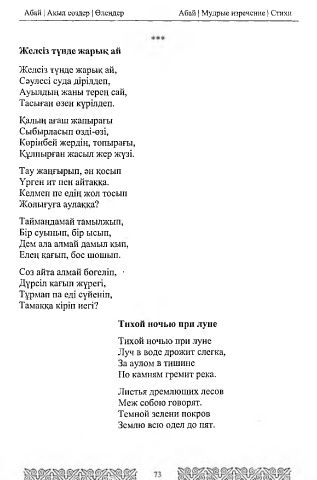 Абай | Ақыл сөздер | Өлеңдер
Абай | Мудрые изречение | Стихи
***
Желсіз түнде жарық ай
Желсіз түнде жарық ай,
Сәулесі суда дірілдеп,
Ауылдың жаны терең сай,
Тасыған өзен күрілдеп.
Қалың ағаш жапырағы
Сыбырласып өзді-өзі,
Көрінбей жердің, топырағы,
Құлпырған жасыл жер жүзі.
Тау жаңғырып, ән қосып
Үрген ит пен айтаққа.
Келмеп пе едің жол тосып
Жолығуға аулаққа?
Таймаңдамай тамылжып,
Бір суынып, бір ысып,
Дем ала алмай дамыл қып,
Елең қағып, бос шошып.
Сөз айта алмай бөгеліп,
Дүрсіл қағып жүрегі,
Тұрмап па еді сүйеніп,
Тамаққа кіріп иегі?
Тихой ночью при луне
Тихой ночью при луне
Луч в воде дрожит слегка,
За аулом в тишине
По камням гремит река.
Листья дремлющих лесов
Меж собою говорят.
Темной зелени покров
Землю всю одел до пят.
73